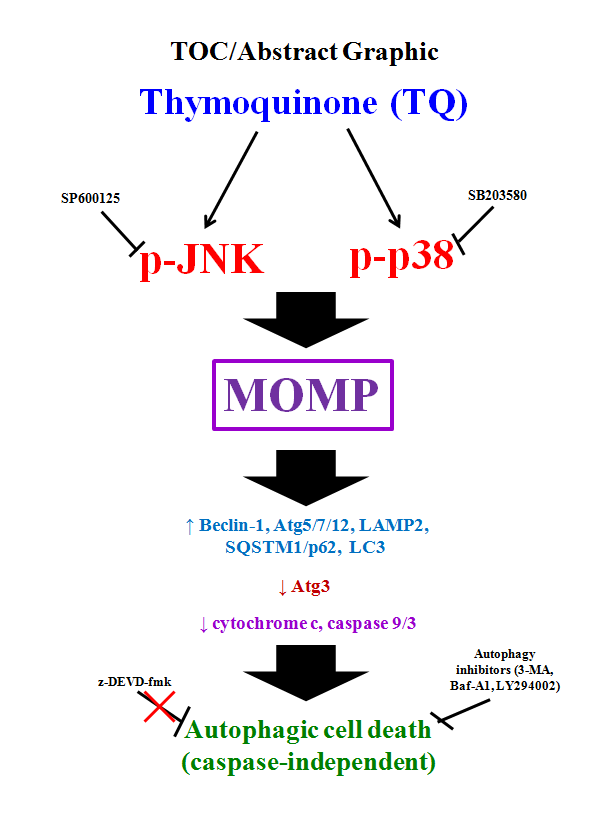 TOC/Abstract Graphic
Thymoquinone (TQ)
SP600125
SB203580
p-JNK
p-p38
MOMP
↑ Beclin-1, Atg5/7/12, LAMP2,
SQSTM1/p62, LC3
↓ Atg3
↓ cytochrome c, caspase 9/3
z-DEVD-fmk
Autophagy
inhibitors (3-MA,
Baf-A1, LY294002)
Autophagic cell death
(caspase-independent)